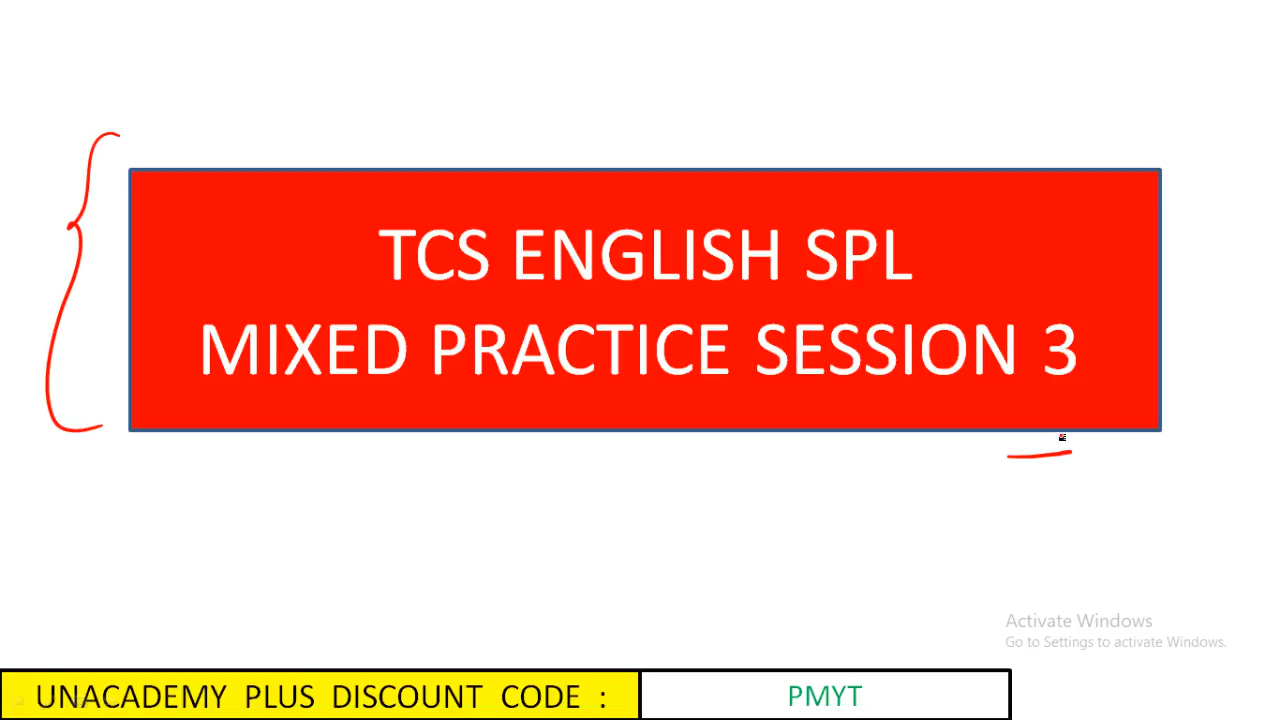 TCS ENGLISH SPL
MIXED PRACTICE SESSION 3
Activate Windows
Go to Settings to activate Windows.
UNACADEMY PLUS DISCOUNT CODE : PMYT